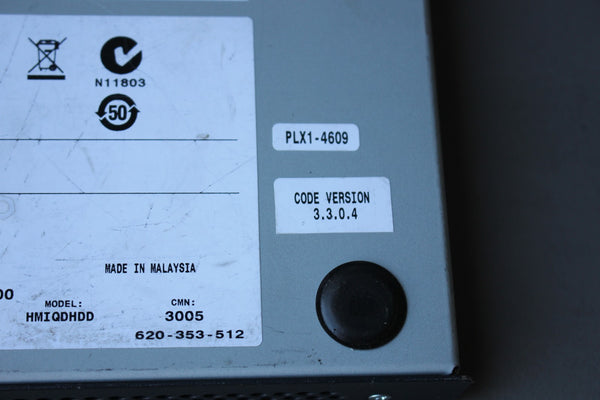 N11803
50
PLX1-4609
CODE VERSION
3.3.0.4
MADE IN MALAYSIA
00
MODEL:
CMN:
HMIQDHDD
3005
620-353-512